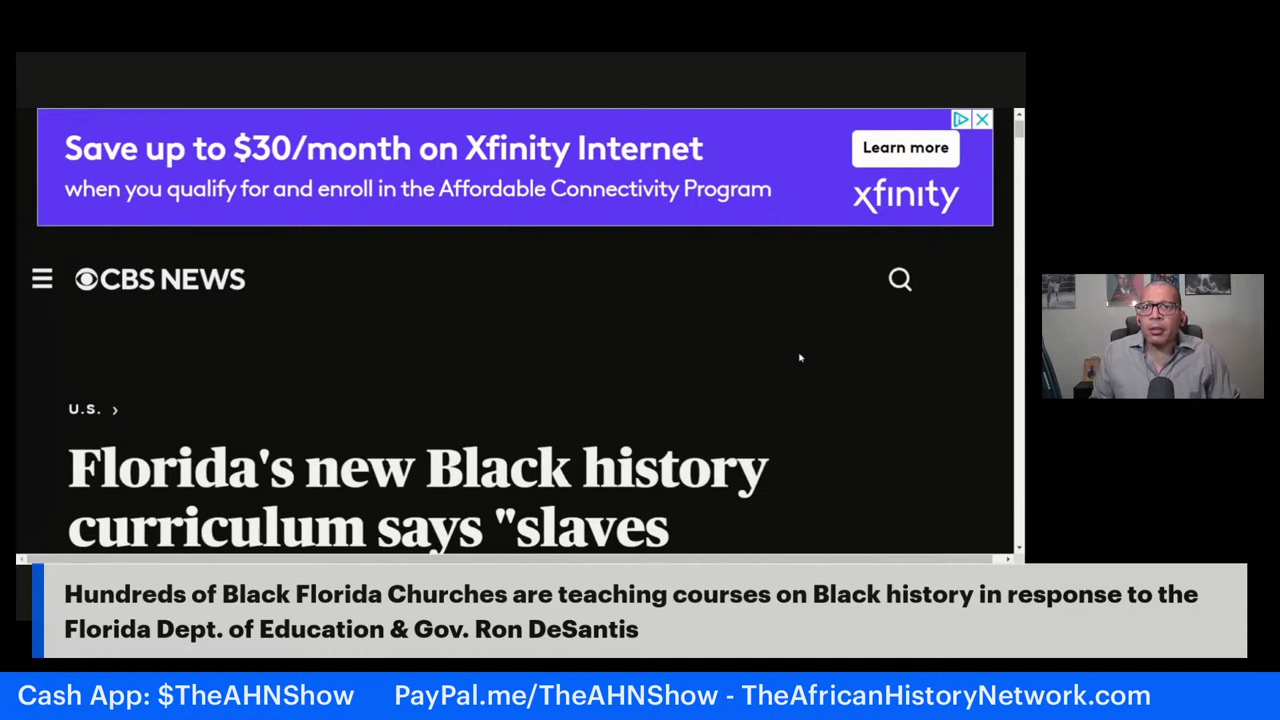 Save up to $30/month on Xfinity Internet
when you qualify for and enroll in the Affordable Connectivity Program
Learn more
xfinity
CBS NEWS
U.S. >
Florida's new Black history
curriculum says "slaves
Hundreds of Black Florida Churches are teaching courses on Black history in response to the
Florida Dept. of Education & Gov. Ron DeSantis
Cash App: $TheAHNShow PayPal.me/TheAHNShow - TheAfricanHistoryNetwork.com